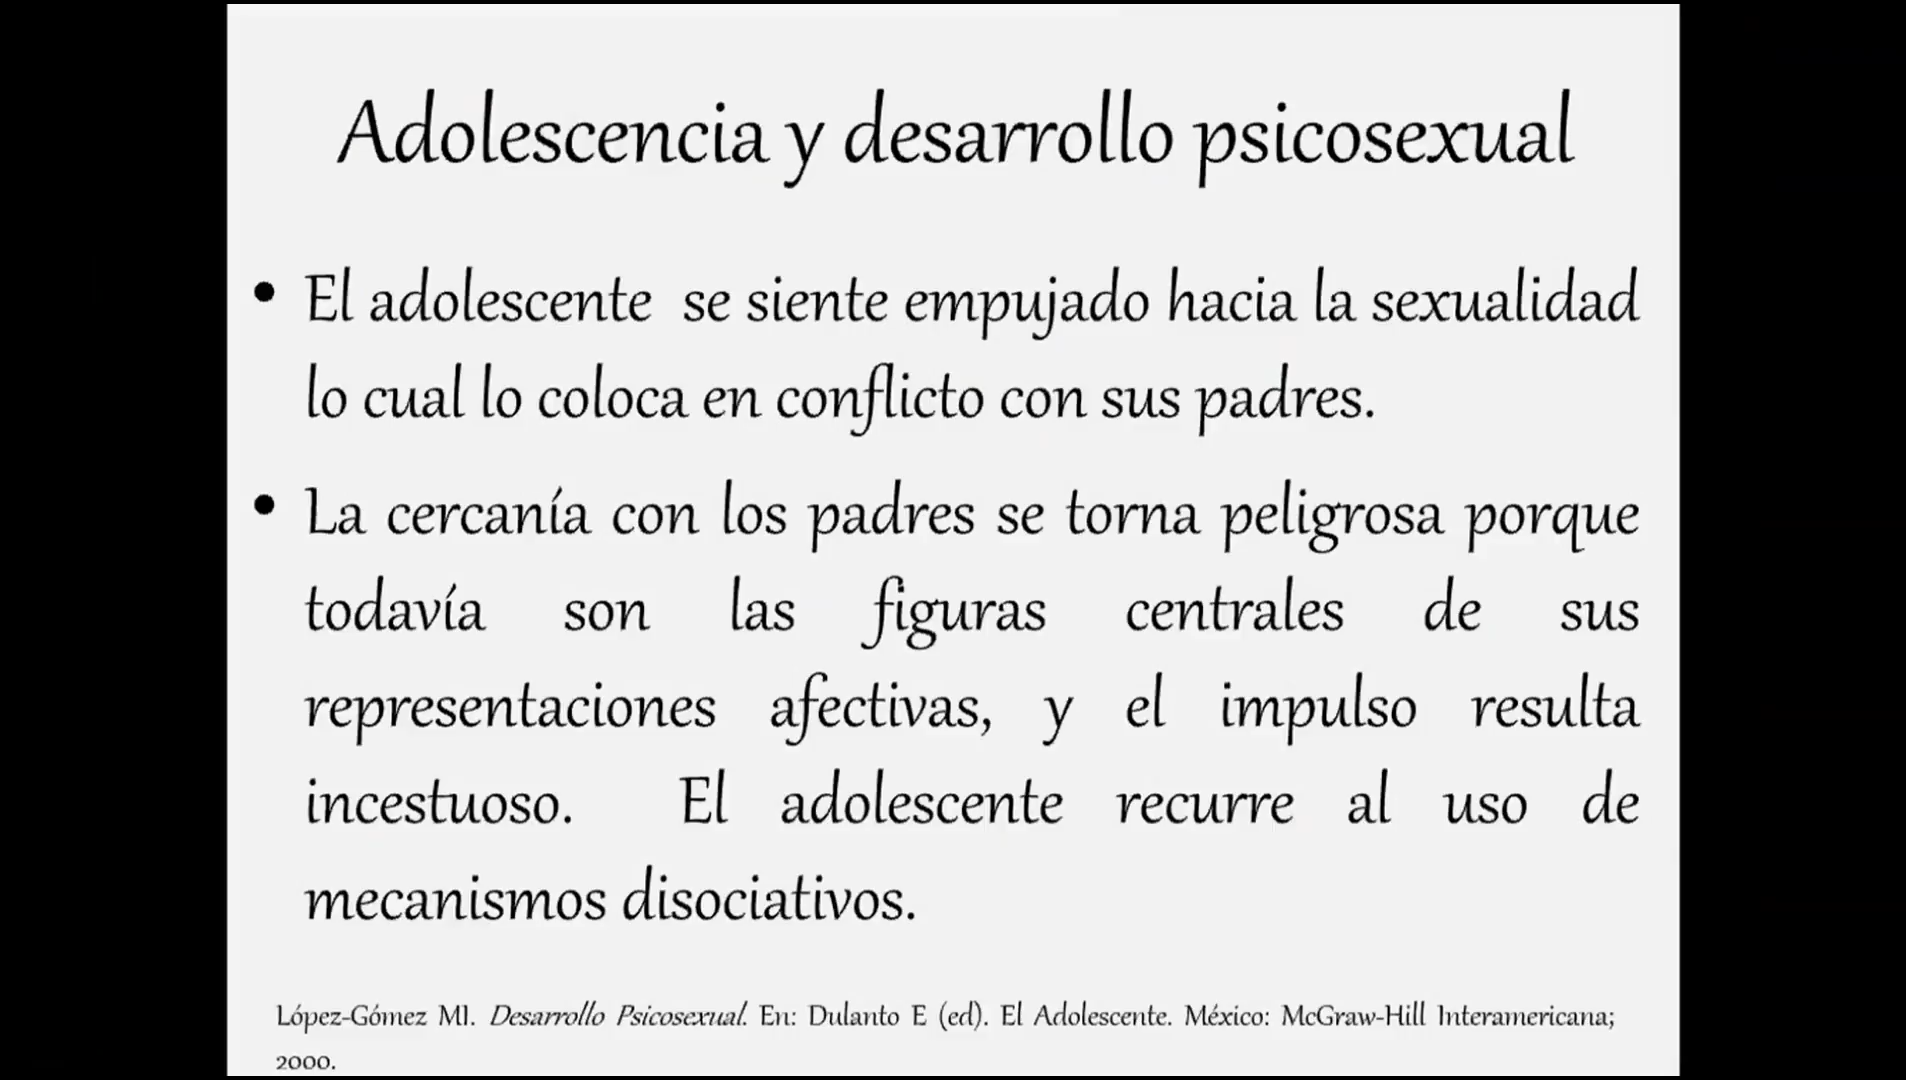 Adolescencia y desarrollo psicosexual
• El adolescente se siente empujado hacia la sexualidad
lo cual lo coloca en conflicto con sus padres.
• La cercanía con los padres se torna peligrosa porque
todavía son las figuras centrales de sus
representaciones afectivas, y el impulso resulta
incestuoso. El adolescente recurre al uso de
mecanismos disociativos.
López-Gómez MI. Desarrollo Psicosexual. En: Dulanto E (ed). El Adolescente. México: McGraw-Hill Interamericana;
2000.